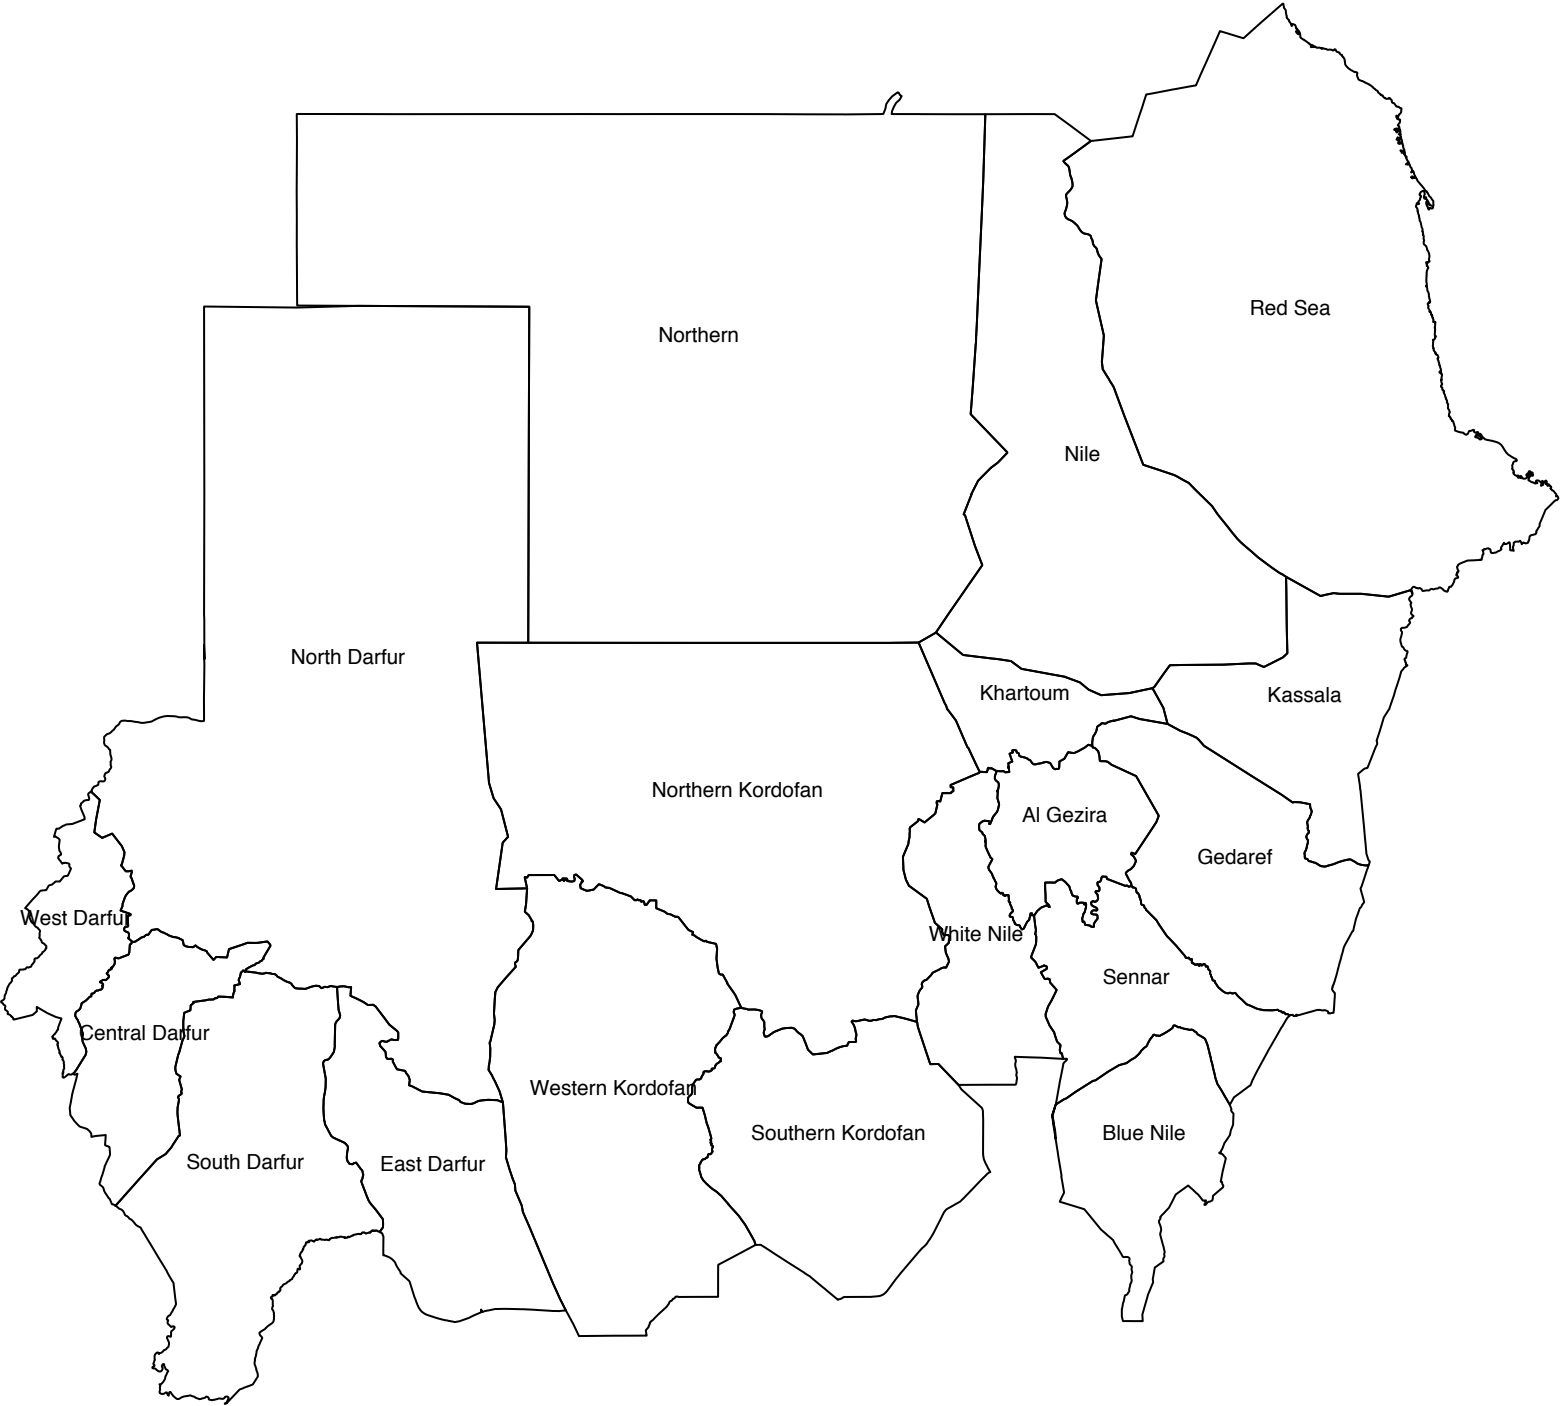 Red Sea
Northern
Nile
North Darfur
Khartoum
Kassala
Northern Kordofan
Al Gezira
Gedaref
West Darfur
White Nile
Sennar
Central Darfur
Western Kordofan
Southern Kordofan
Blue Nile
South Darfur
East Darfur